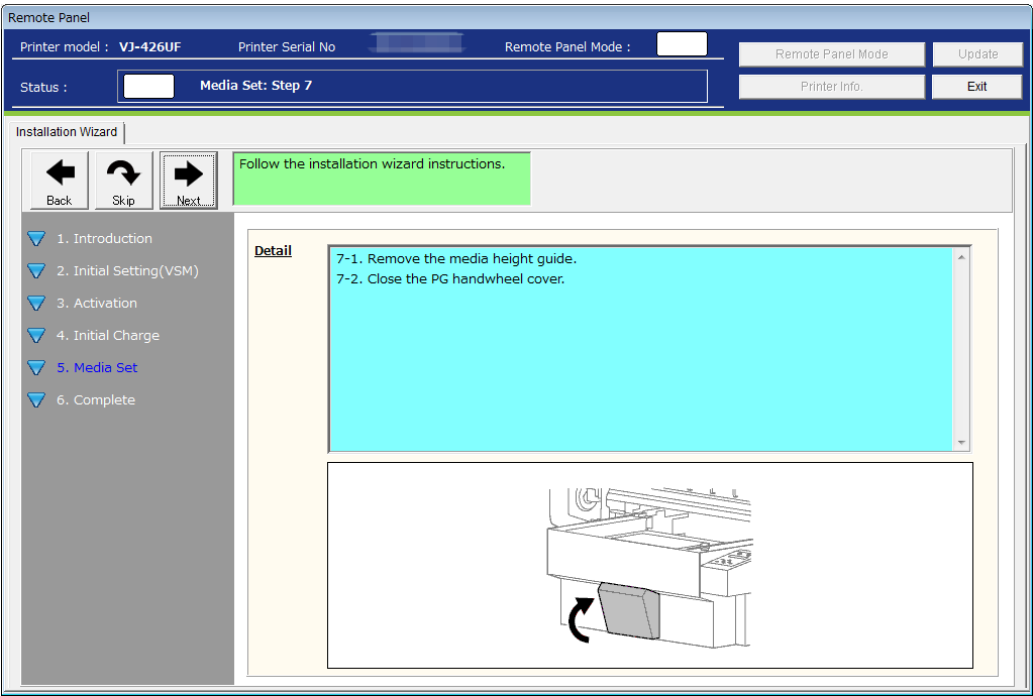 Remote Panel
Printer model : VJ-426UF Printer Serial No Remote Panel Mode :
Remote Panel Mode Update
Status : Media Set: Step 7
Printer Info. Exit
Installation Wizard
Back Skip Next
Follow the installation wizard instructions.
1. Introduction
2. Initial Setting(VSM)
3. Activation
4. Initial Charge
5. Media Set
6. Complete
Detail
7-1. Remove the media height guide.
7-2. Close the PG handwheel cover.